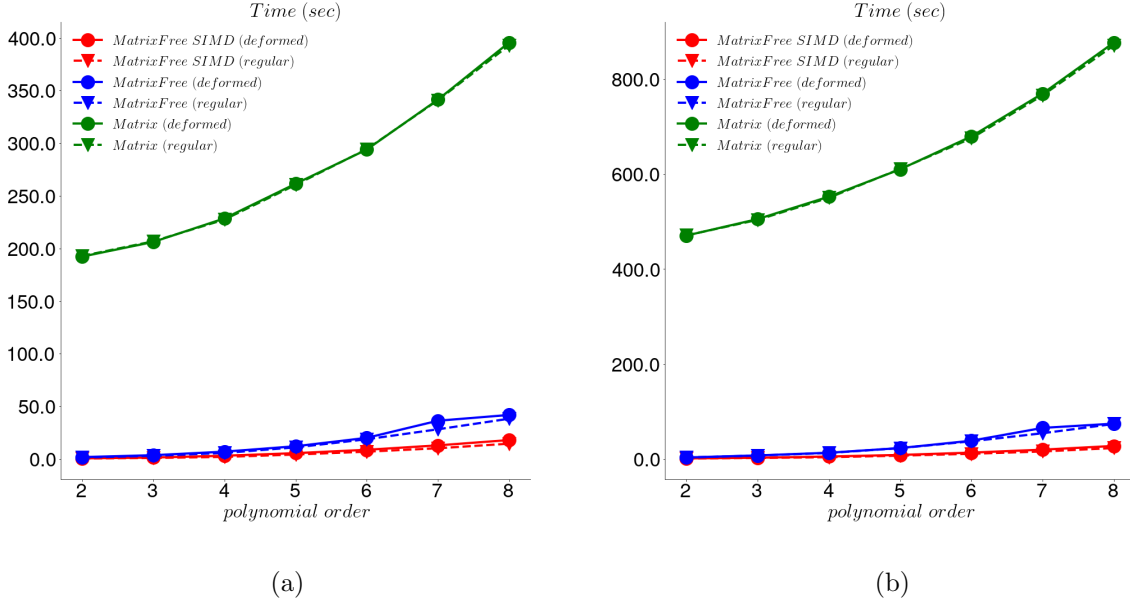 Time (sec)
400.0
350.0
300.0
250.0
200.0
150.0
100.0
50.0
0.0
MatrixFree SIMD (deformed)
MatrixFree SIMD (regular)
MatrixFree (deformed)
MatrixFree (regular)
Matrix (deformed)
Matrix (regular)
2 3 4 5 6 7 8
polynomial order
(a)
Time (sec)
800.0
600.0
400.0
200.0
0.0
MatrixFree SIMD (deformed)
MatrixFree SIMD (regular)
MatrixFree (deformed)
MatrixFree (regular)
Matrix (deformed)
Matrix (regular)
2 3 4 5 6 7 8
polynomial order
(b)